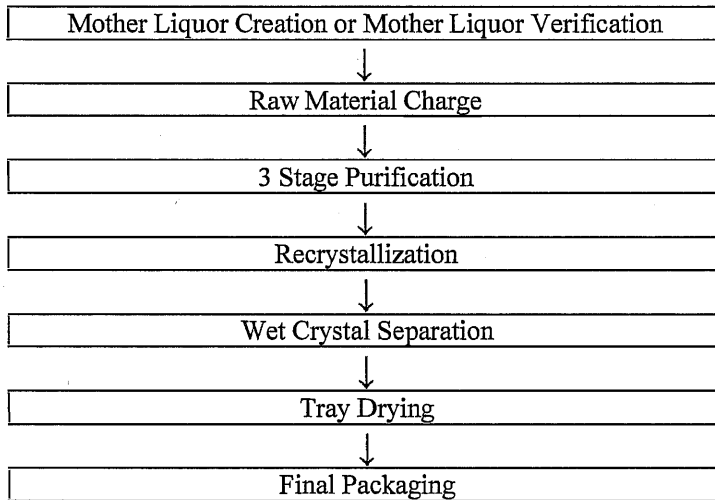 Mother Liquor Creation or Mother Liquor Verification
Raw Material Charge
3 Stage Purification
Recrystallization
Wet Crystal Separation
Tray Drying
Final Packaging